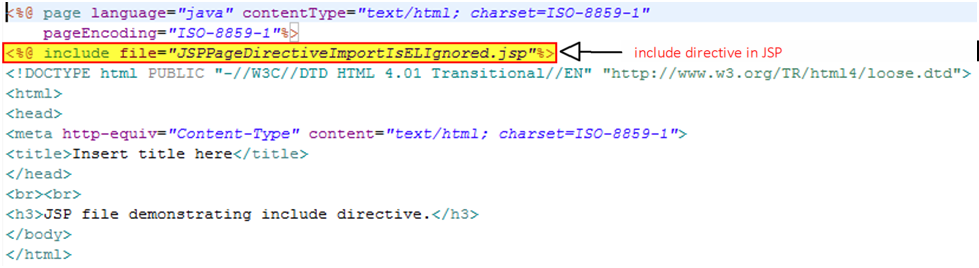 <%@ page language="java" contentType="text/html; charset=ISO-8859-1"
    pageEncoding="ISO-8859-1"%>
<%@ include file="JSPPageDirectiveImportIsELIgnored.jsp"%> include directive in JSP
<!DOCTYPE html PUBLIC "-//W3C//DTD HTML 4.01 Transitional//EN" "http://www.w3.org/TR/html4/loose.dtd">
<html>
<head>
<meta http-equiv="Content-Type" content="text/html; charset=ISO-8859-1">
<title>Insert title here</title>
</head>
<br><br>
<h3>JSP file demonstrating include directive.</h3>
</body>
</html>